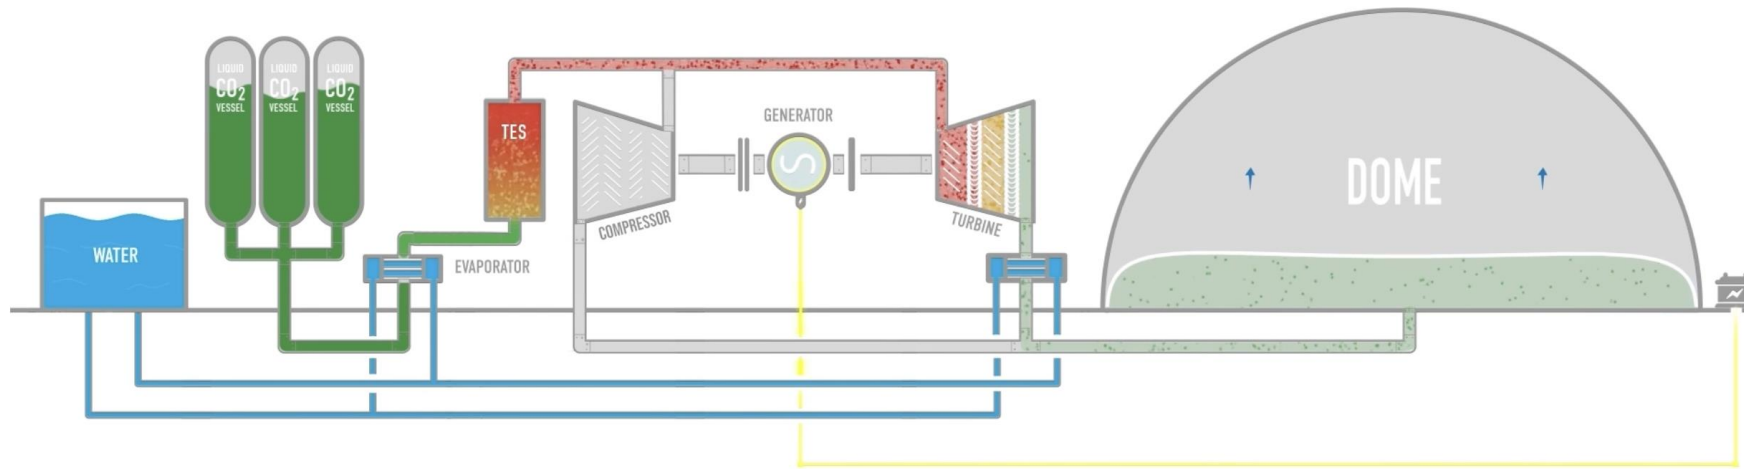 LIQUID
CO2
VESSEL
LIQUID
CO2
VESSEL
LIQUID
CO2
VESSEL
TES
GENERATOR
DOME
COMPRESSOR
TURBINE
WATER
EVAPORATOR